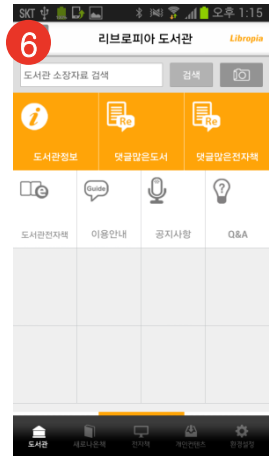 SKT 오후 1:15
6
리브로피아 도서관 Libropia
도서관 소장자료 검색 검색
i
Re Re
도서관정보 댓글많은도서 댓글많은전자책
e Guide ?
도서관전자책 이용안내 공지사항 Q&A
도서관 새로나온책 전자책 개인컨텐츠 환경설정